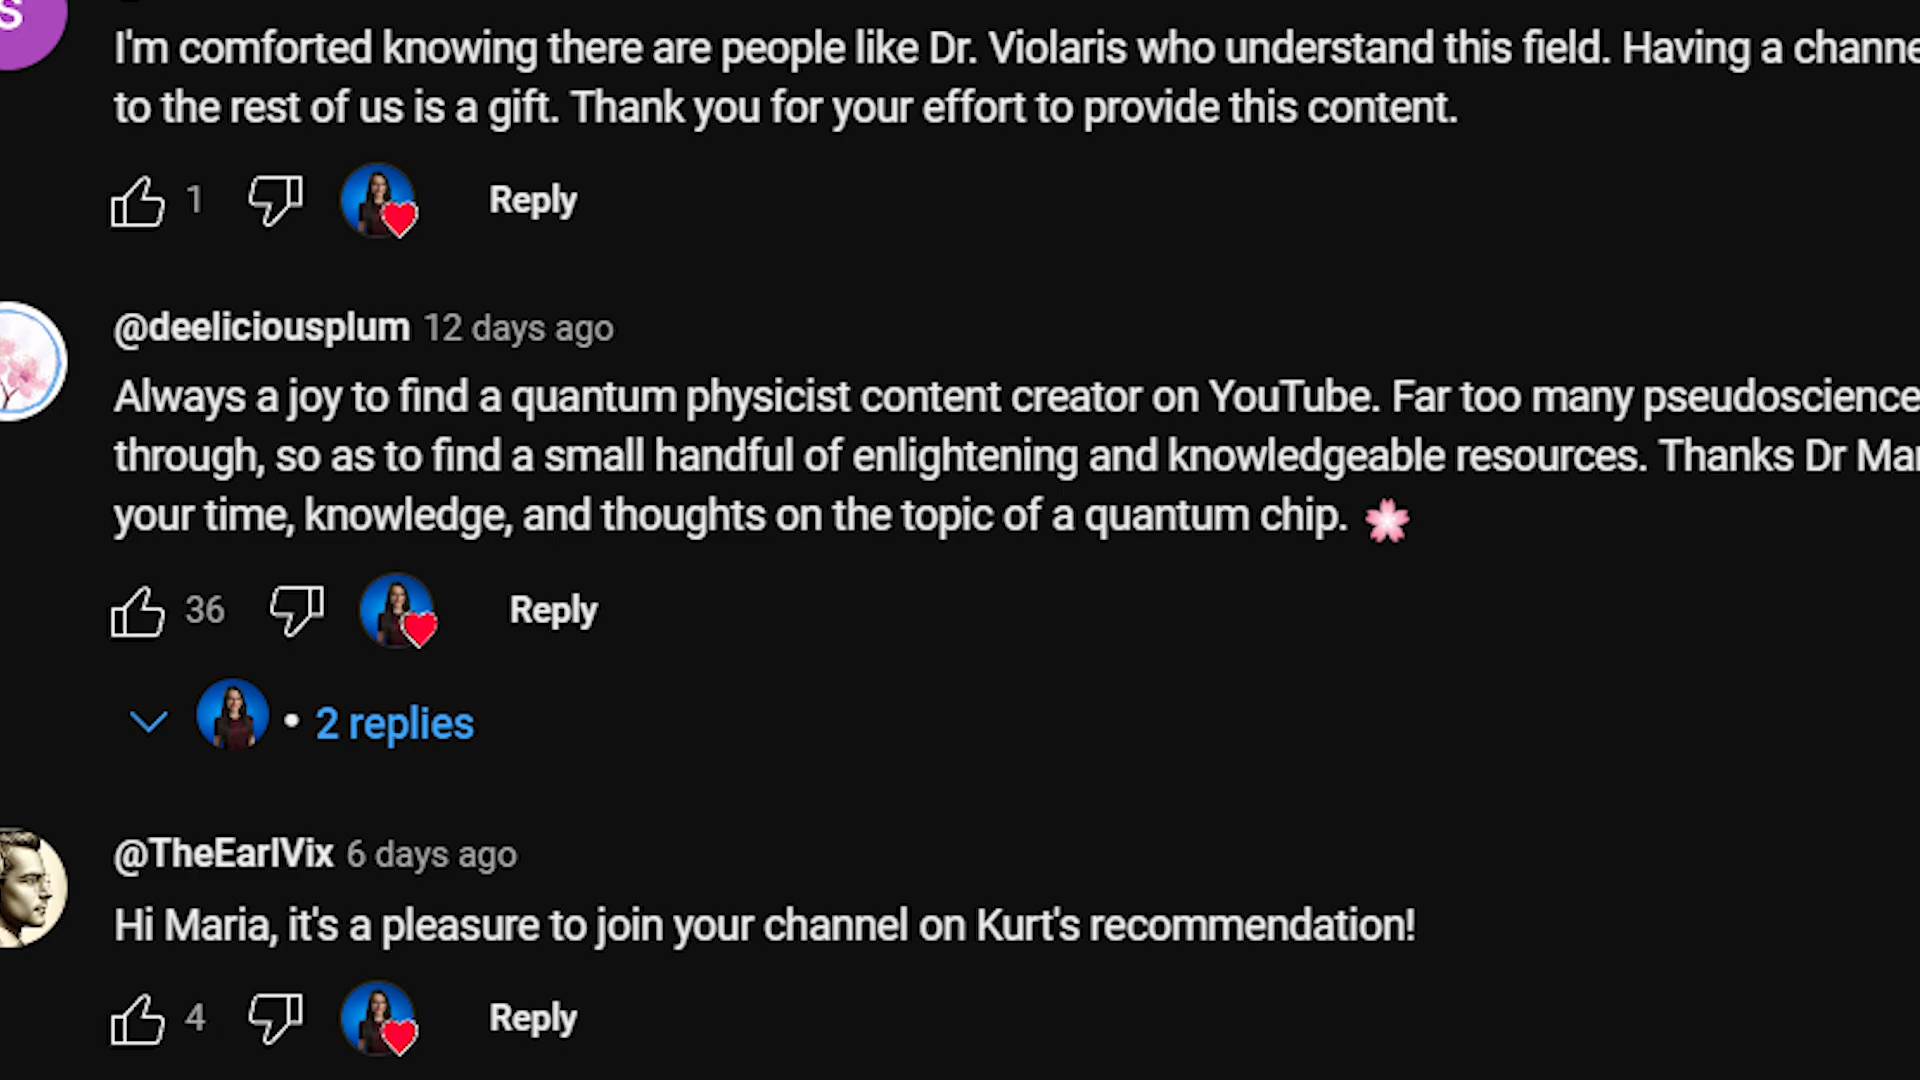 S
I'm comforted knowing there are people like Dr. Violaris who understand this field. Having a
to the rest of us is a gift. Thank you for your effort to provide this content.
1 Reply
@deeliciousplum 12 days ago
Always a joy to find a quantum physicist content creator on YouTube. Far too many pseudoscience
through, so as to find a small handful of enlightening and knowledgeable resources. Thanks Dr
your time, knowledge, and thoughts on the topic of a quantum chip. 🌸
36 Reply
• 2 replies
@TheEarlVix 6 days ago
Hi Maria, it's a pleasure to join your channel on Kurt's recommendation!
4 Reply